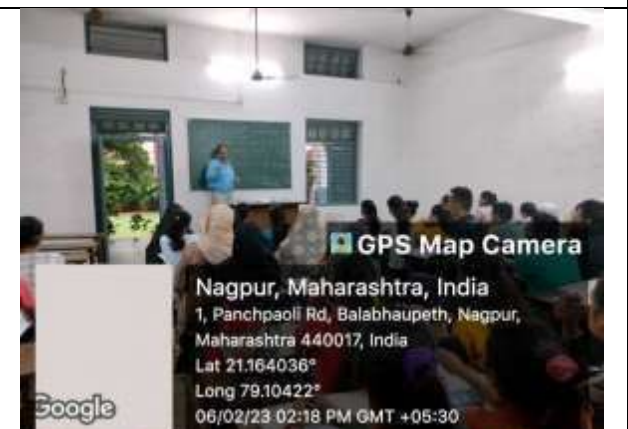 GPS Map Camera
Nagpur, Maharashtra, India
1, Panchpaoli Rd, Balabhaupeth, Nagpur,
Maharashtra 440017, India
Lat 21.164036°
Long 79.10422°
06/02/23 02:18 PM GMT +05:30
Google